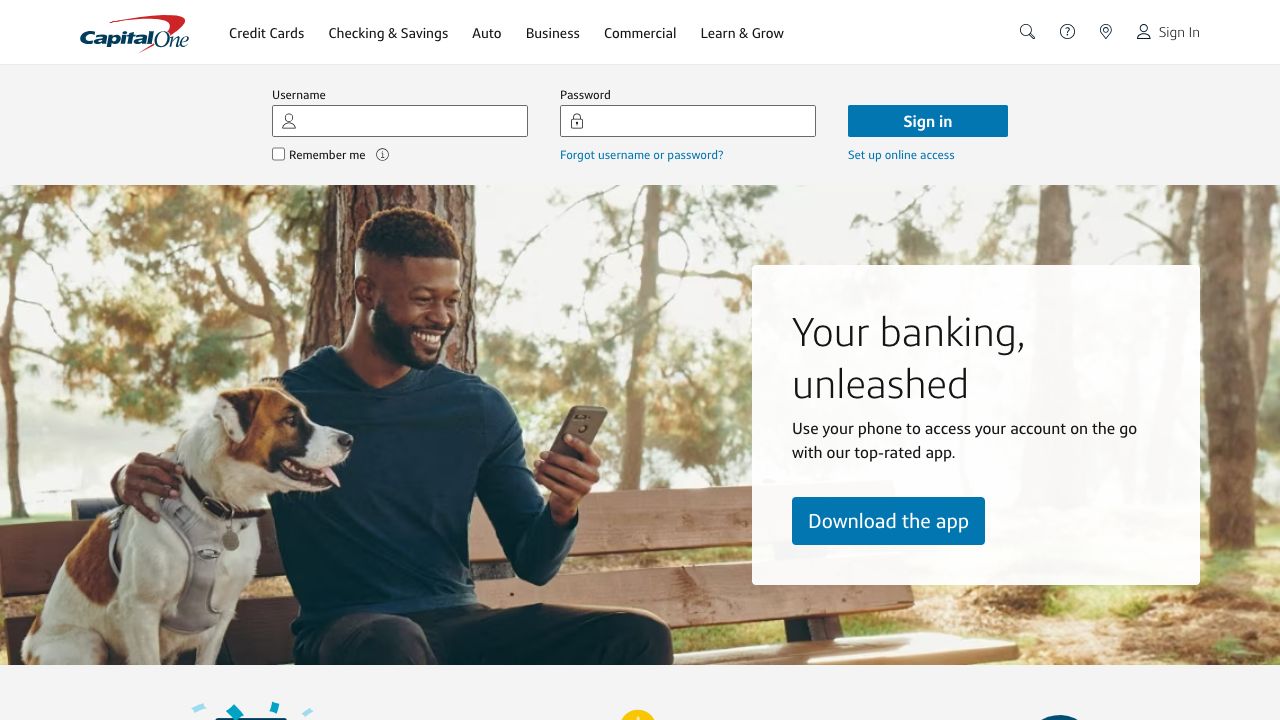 CapitalOne
Credit Cards Checking & Savings Auto Business Commercial Learn & Grow Sign In
Username Password
Sign in
Remember me Forgot username or password? Set up online access
Your banking,
unleashed
Use your phone to access your account on the go
with our top-rated app.
Download the app